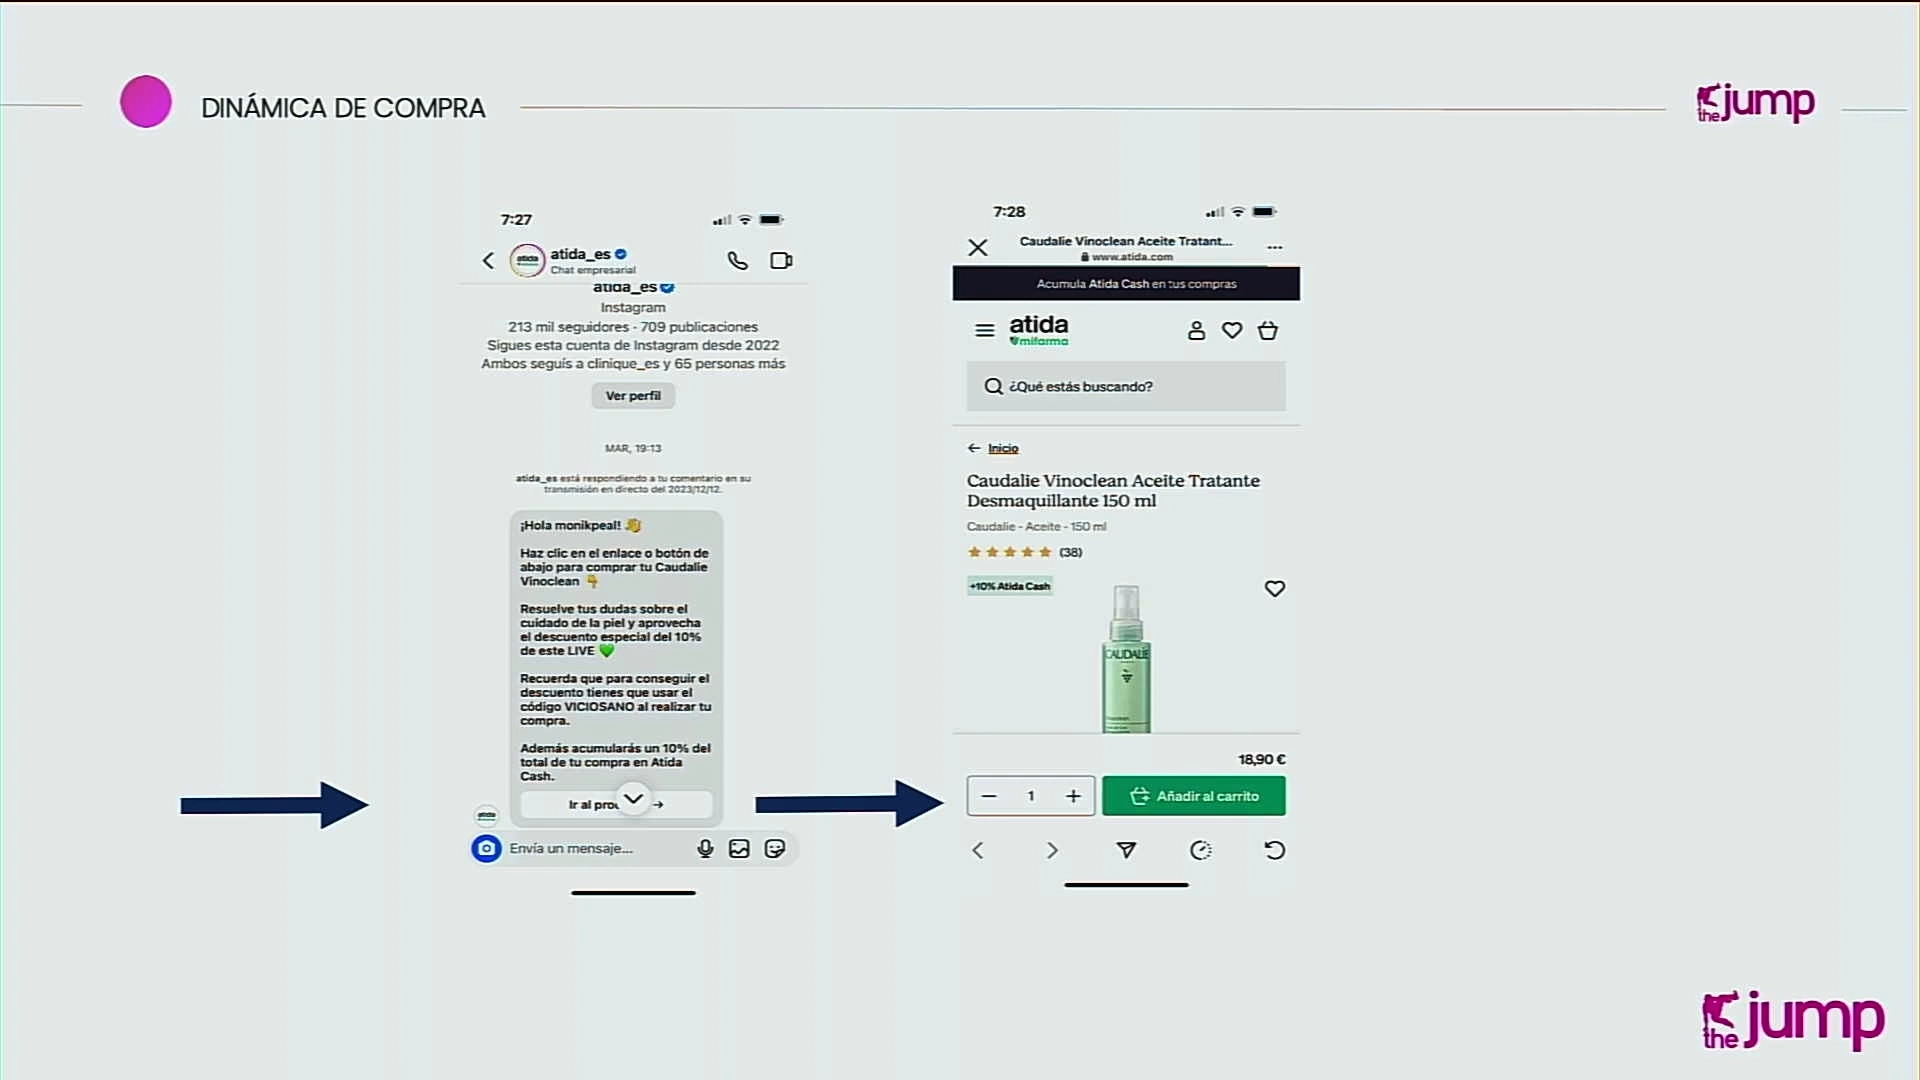 DINÁMICA DE COMPRA
the jump
7:27
atida_es
Chat empresarial
atida_es
Instagram
213 mil seguidores - 709 publicaciones
Sigues esta cuenta de Instagram desde 2022
Ambos seguís a clinique_es y 65 personas más
Ver perfil
MAR, 19:13
atida_es está respondiendo a tu comentario en su
transmisión en directo del 2023/12/12.
¡Hola monikpeal! 👋
Haz clic en el enlace o botón de
abajo para comprar tu Caudalie
Vinoclean 👇
Resuelve tus dudas sobre el
cuidado de la piel y aprovecha
el descuento especial del 10%
de este LIVE 💚
Recuerda que para conseguir el
descuento tienes que usar el
código VICIOSANO al realizar tu
compra.
Además acumularás un 10% del
total de tu compra en Atida
Cash.
Ir al
Envía un mensaje...
7:28
Caudalie Vinoclean Aceite Tratant...
www.atida.com
Acumula Atida Cash en tus compras
atida
mifarma
¿Qué estás buscando?
← Inicio
Caudalie Vinoclean Aceite Tratante
Desmaquillante 150 ml
Caudalie - Aceite - 150 ml
(38)
+10% Atida Cash
CAUDALIE
18,90 €
1
Añadir al carrito
the jump